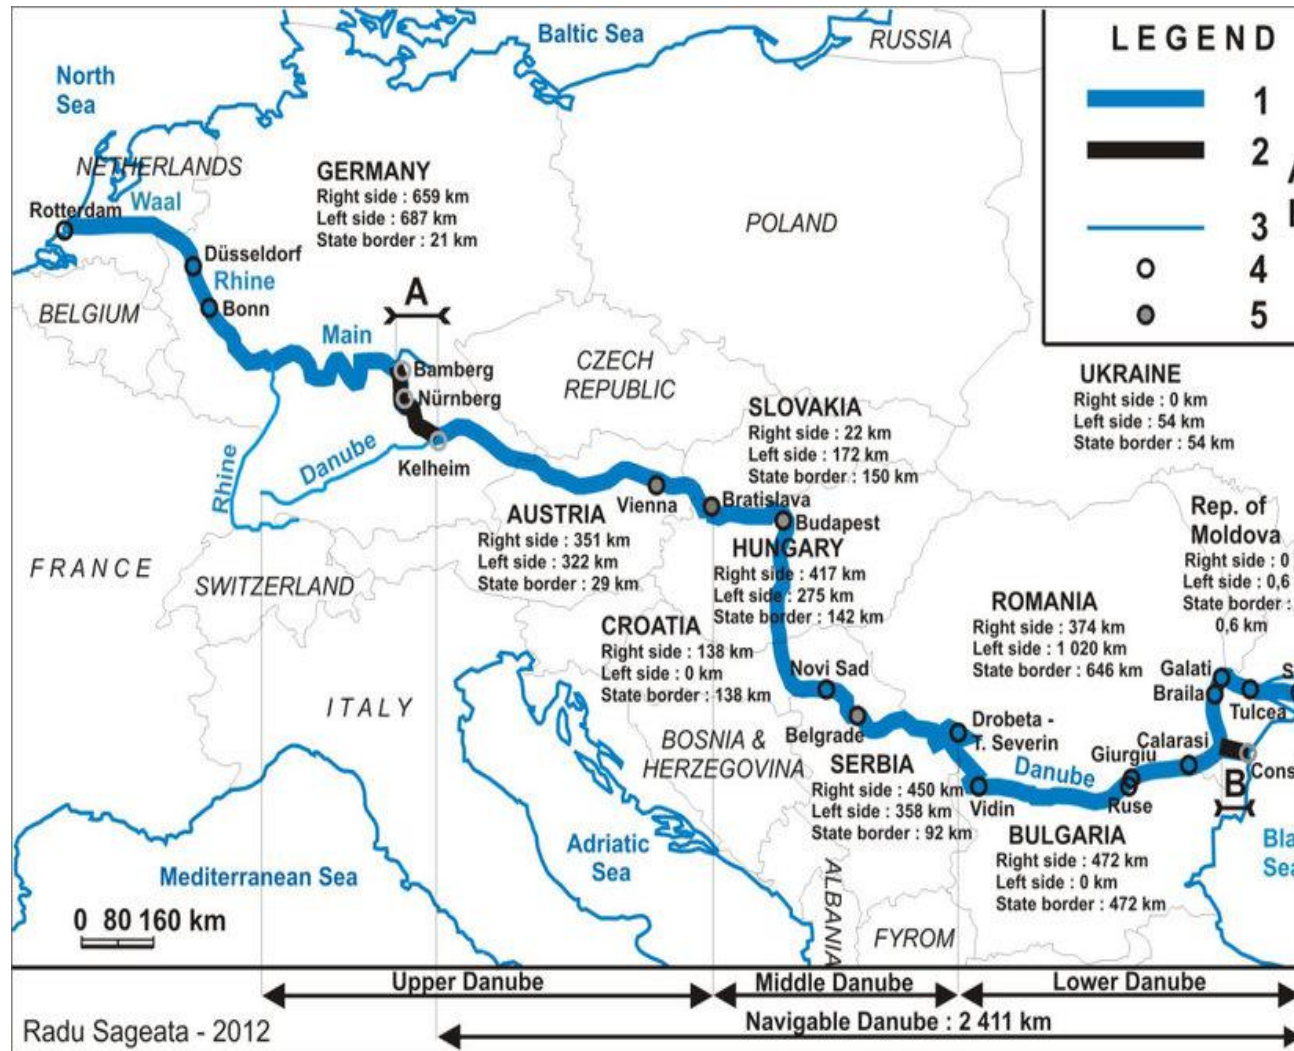 Baltic Sea
RUSSIA
LEGEND
North
Sea
1
2
3
4
5
NETHERLANDS
Waal
Rotterdam
GERMANY
Right side : 659 km
Left side : 687 km
State border : 21 km
POLAND
Düsseldorf
Rhine
Bonn
BELGIUM
A
Main
Bamberg
Nürnberg
CZECH
REPUBLIC
UKRAINE
Right side : 0 km
Left side : 54 km
State border : 54 km
SLOVAKIA
Right side : 22 km
Left side : 172 km
State border : 150 km
Rhine
Danube
Kelheim
Vienna
Bratislava
Budapest
AUSTRIA
Right side : 351 km
Left side : 322 km
State border : 29 km
HUNGARY
Right side : 417 km
Left side : 275 km
State border : 142 km
Rep. of
Moldova
Right side : 0
Left side : 0,6
State border :
0,6 km
FRANCE
SWITZERLAND
ROMANIA
Right side : 374 km
Left side : 1 020 km
State border : 646 km
CROATIA
Right side : 138 km
Left side : 0 km
State border : 138 km
Novi Sad
Galati
Braila
Tulcea
ITALY
Belgrade
Drobeta -
T. Severin
BOSNIA &
HERZEGOVINA
SERBIA
Right side : 450 km
Left side : 358 km
State border : 92 km
Danube
Calarasi
Giurgiu
Vidin
Ruse
Cons
B
BULGARIA
Right side : 472 km
Left side : 0 km
State border : 472 km
Bla
Sea
Adriatic
Sea
Mediterranean Sea
ALBANIA
FYROM
0 80 160 km
Upper Danube
Middle Danube
Lower Danube
Navigable Danube : 2 411 km
Radu Sageata - 2012